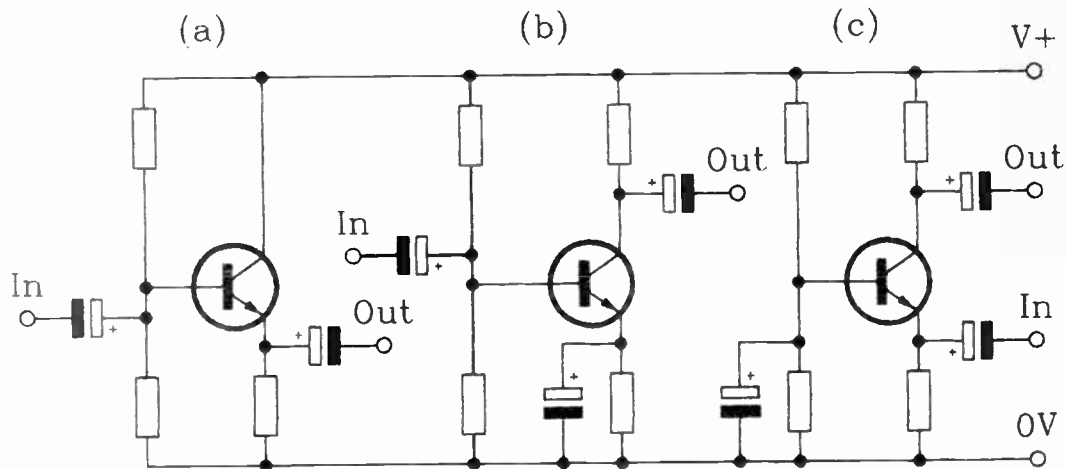 (a)
(b)
(c)
V+
Out
Out
In
In
Out
In
0V
+
+
+
+
+
+
+
+